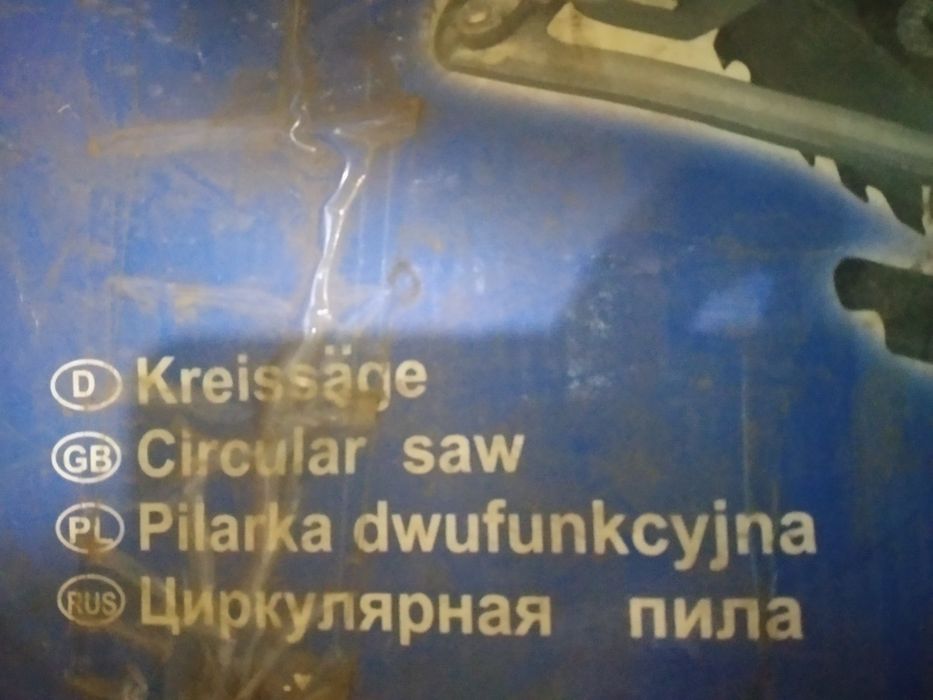 D Kreissäge
GB Circular saw
PL Pilarka dwufunkcyjna
RUS Циркулярная пила